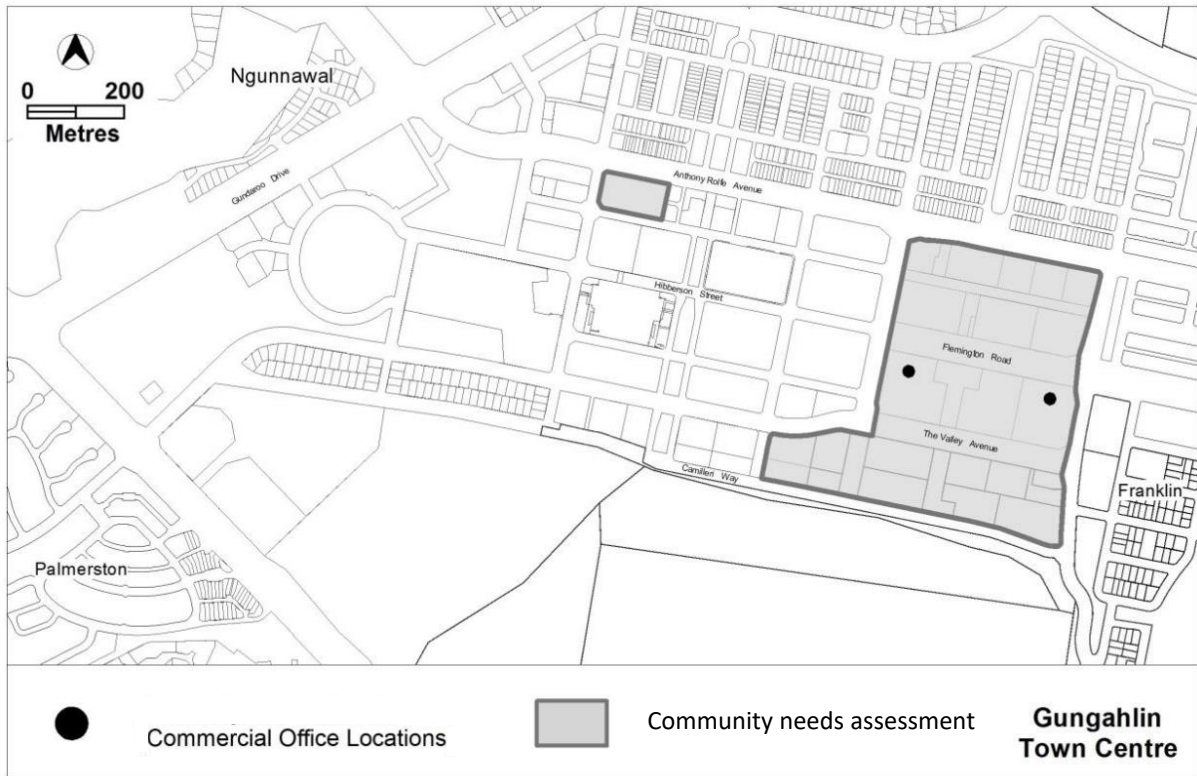 Ngunnawal
0 200
Metres
Gundaroo Drive
Anthony Rolfe Avenue
Hibberson Street
Flemington Road
The Valley Avenue
Camilleri Way
Franklin
Palmerston
Commercial Office Locations
Community needs assessment
Gungahlin
Town Centre